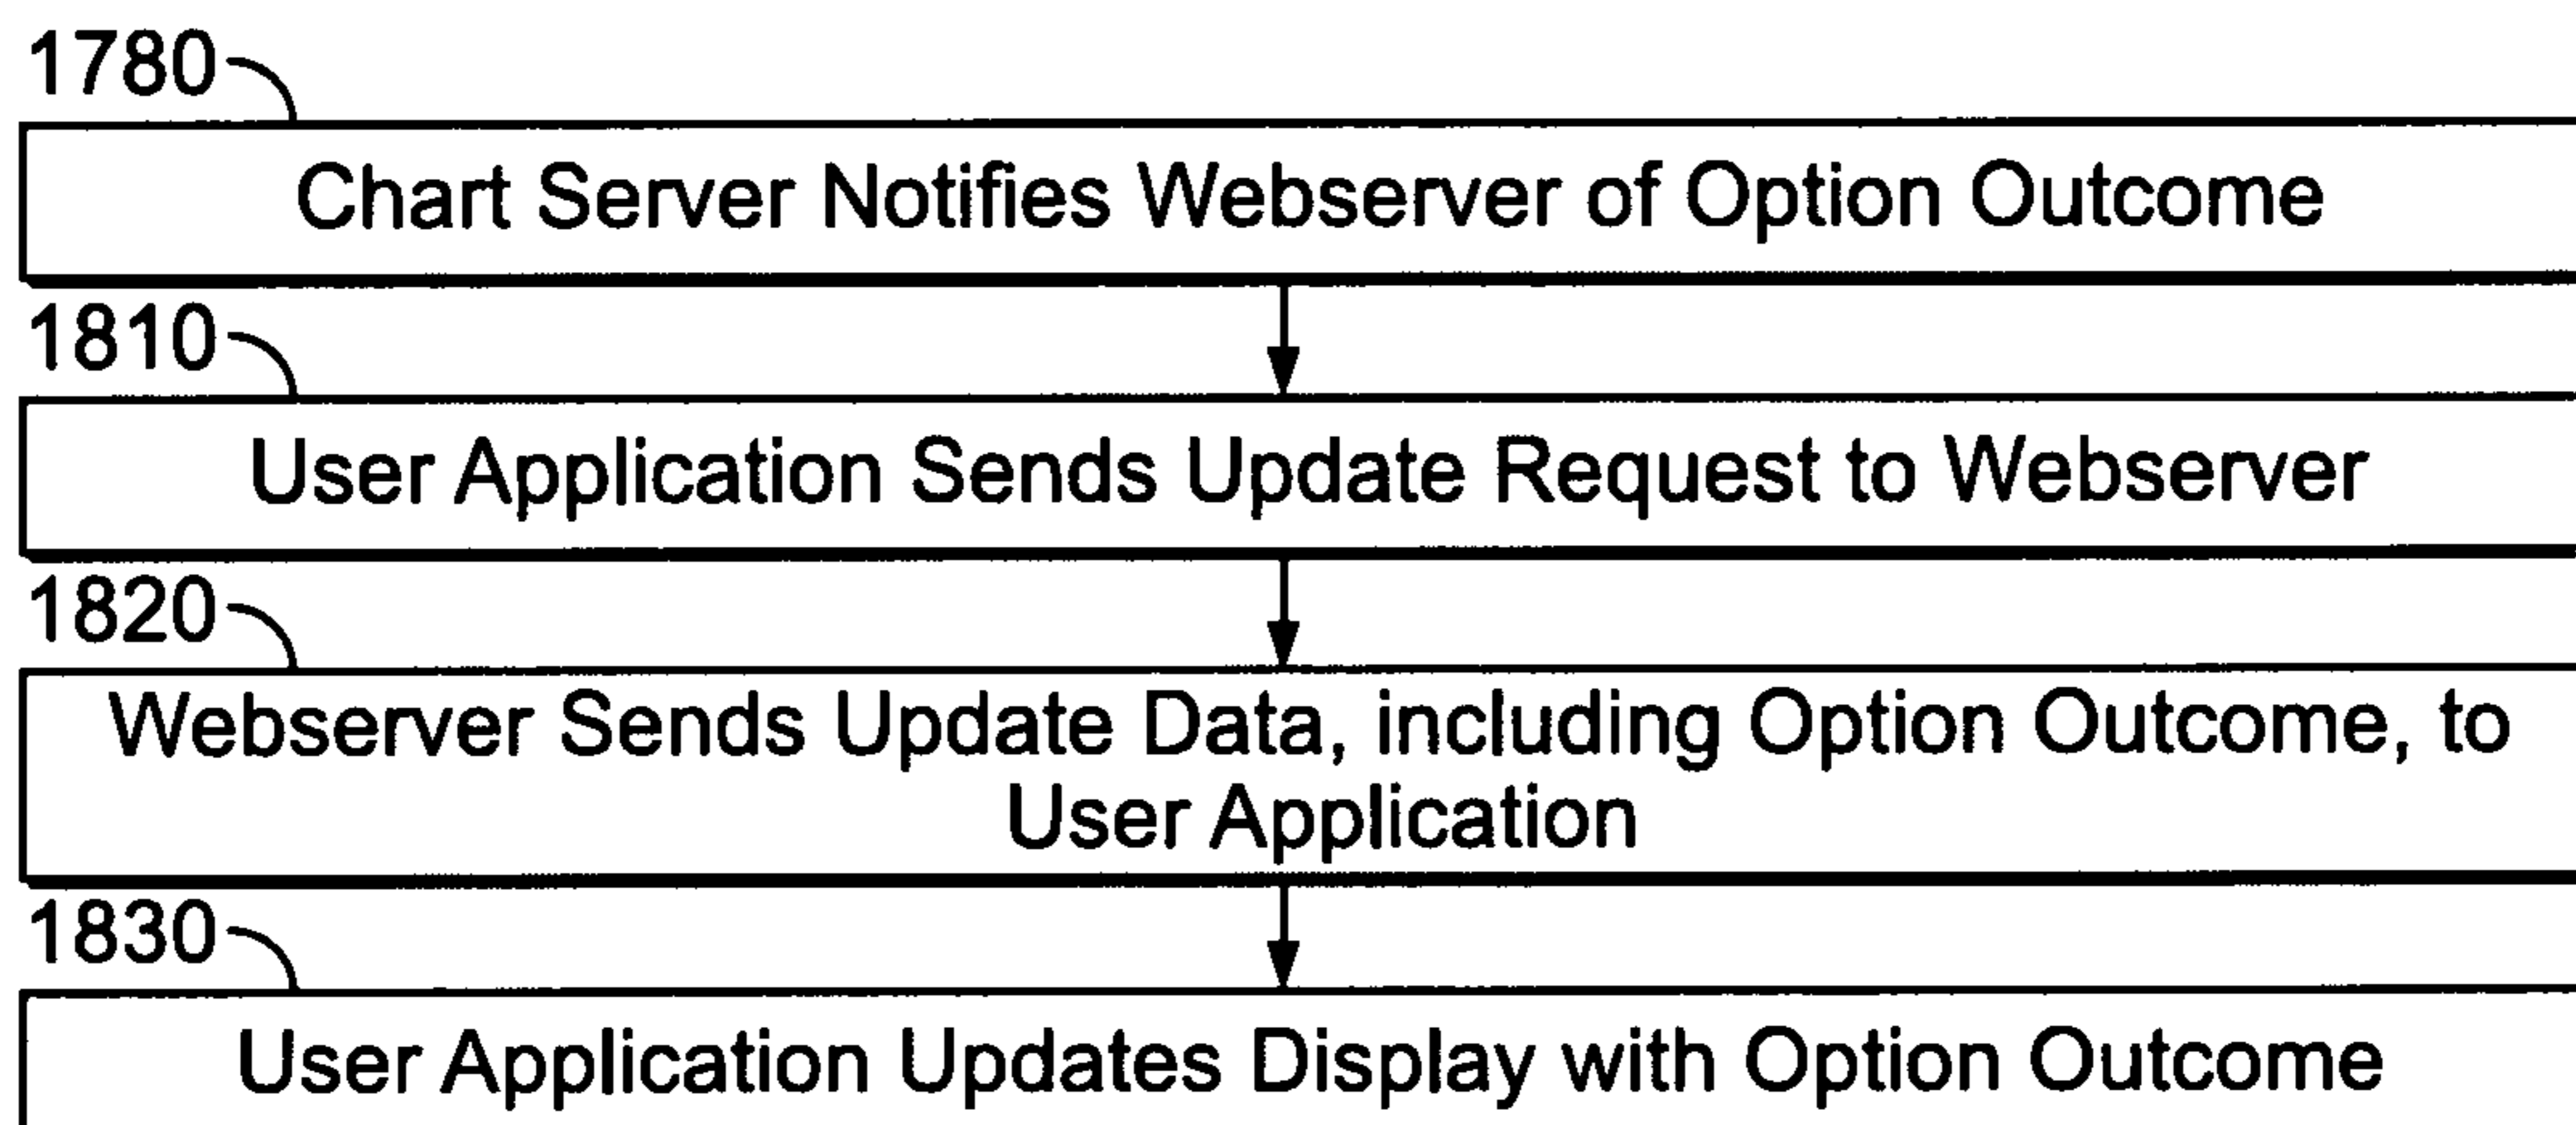 1780
Chart Server Notifies Webserver of Option Outcome
1810
User Application Sends Update Request to Webserver
1820
Webserver Sends Update Data, including Option Outcome, to
User Application
1830
User Application Updates Display with Option Outcome